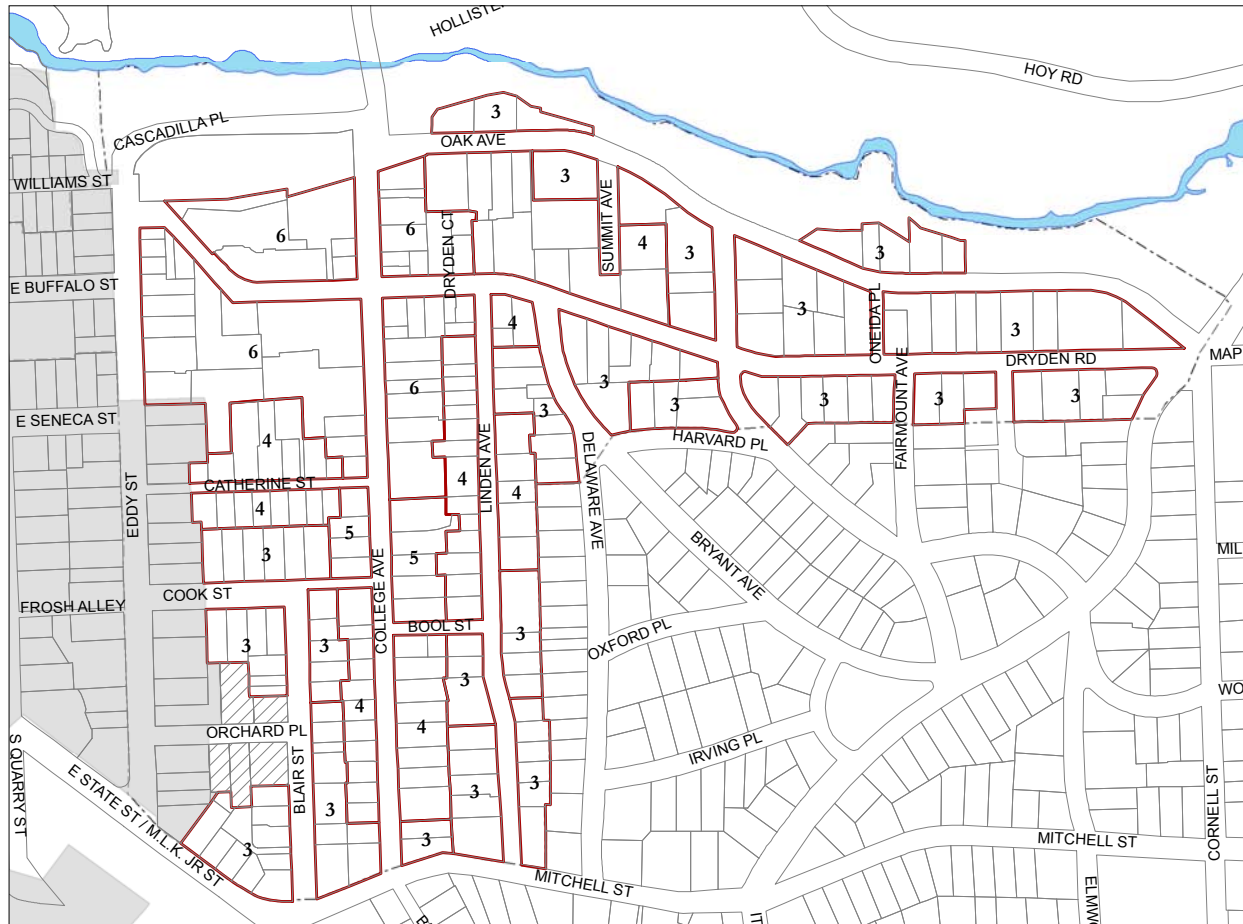 HOLLISTE
HOY RD
CASCADILLA PL
3
OAK AVE
WILLIAMS ST
3
SUMMIT AVE
6
6
DRYDEN CT
4
3
3
E BUFFALO ST
ONEIDA PL
3
3
4
6
DRYDEN RD
MAP
6
3
3
3
3
3
3
E SENECA ST
4
HARVARD PL
FAIRMOUNT AVE
EDDY ST
CATHERINE ST
4
LINDEN AVE
4
DELAWARE AVE
4
5
3
5
BRYANT AVE
MIL
COOK ST
FROSH ALLEY
COLLEGE AVE
BOOL ST
OXFORD PL
3
3
3
3
WO
4
4
ORCHARD PL
IRVING PL
S QUARRY ST
E STATE ST / M.L.K. JR ST
BLAIR ST
3
3
3
3
3
MITCHELL ST
MITCHELL ST
CORNELL ST
ELMW